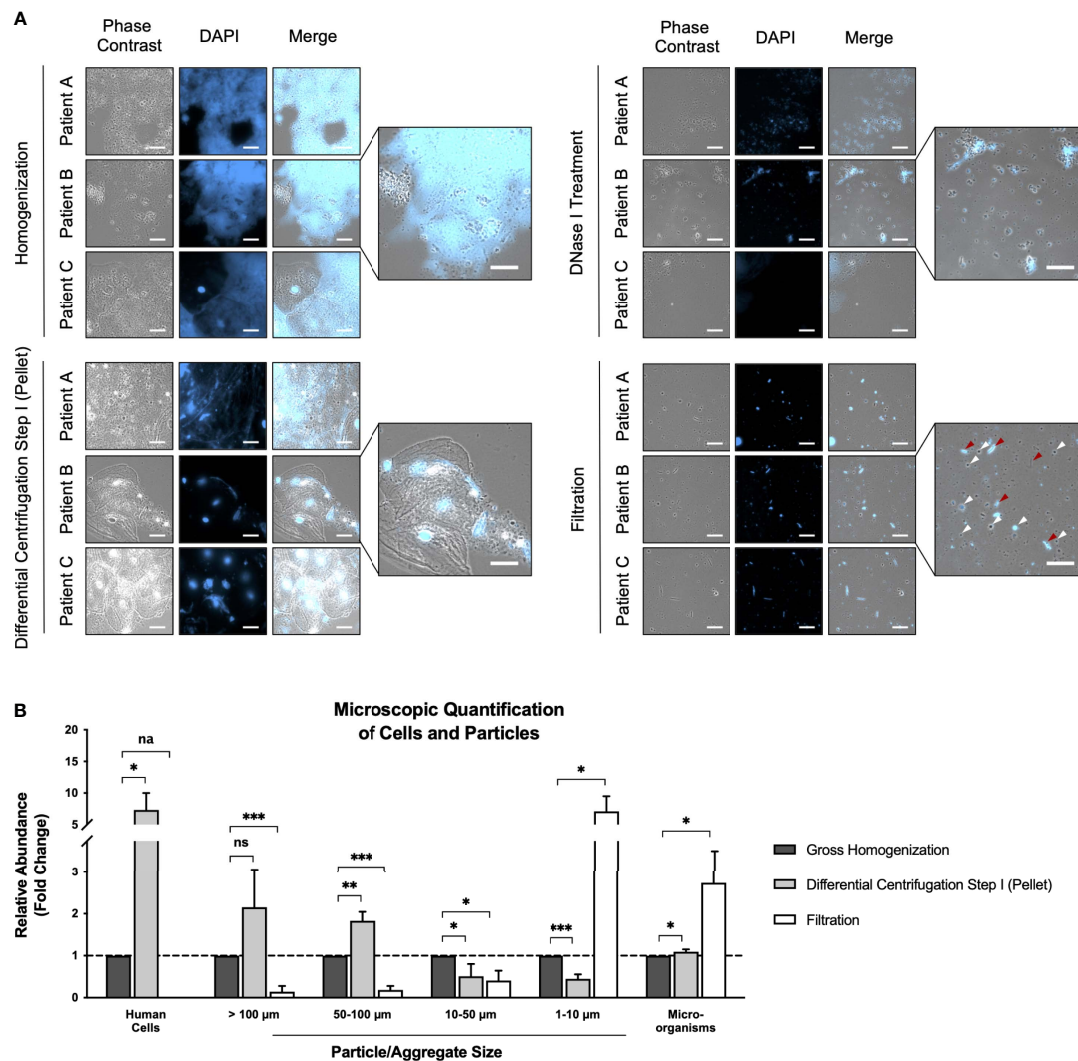 A
Phase
Contrast
DAPI
Merge
Phase
Contrast
DAPI
Merge
Homogenization
Patient A
Patient B
Patient C
DNase I Treatment
Patient A
Patient B
Patient C
Differential Centrifugation Step I (Pellet)
Patient A
Patient B
Patient C
Filtration
Patient A
Patient B
Patient C
B
Microscopic Quantification
of Cells and Particles
Relative Abundance
(Fold Change)
20
15
10
5
3
2
1
0
na
*
***
ns
***
**
*
*
*
***
*
*
Gross Homogenization
Differential Centrifugation Step I (Pellet)
Filtration
Human
Cells
> 100 µm
50-100 µm
10-50 µm
1-10 µm
Micro-
organisms
Particle/Aggregate Size